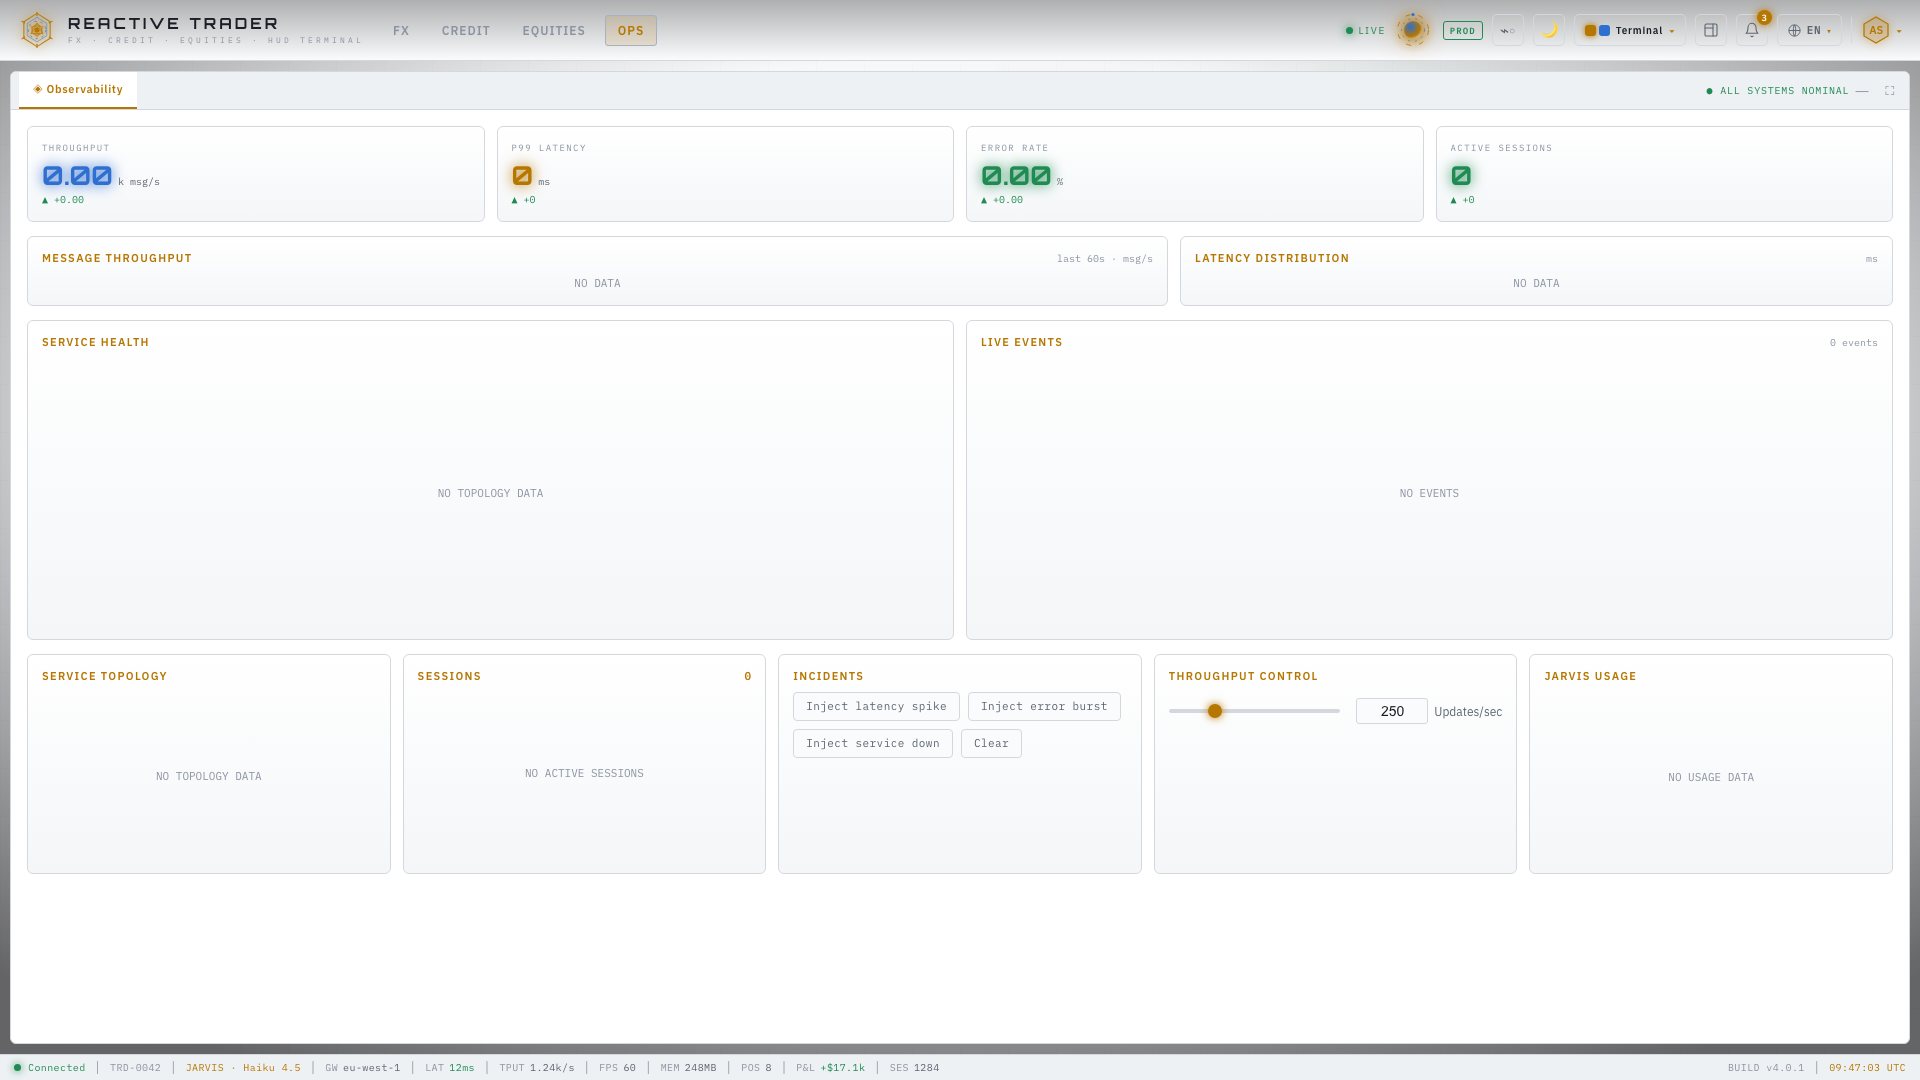 REACTIVE TRADER
FX · CREDIT · EQUITIES · HUD TERMINAL
FX CREDIT EQUITIES OPS
LIVE PROD Terminal 3 EN AS
◈ Observability
ALL SYSTEMS NOMINAL —
THROUGHPUT
0.00 k msg/s
▲ +0.00
P99 LATENCY
0 ms
▲ +0
ERROR RATE
0.00 %
▲ +0.00
ACTIVE SESSIONS
0
▲ +0
MESSAGE THROUGHPUT last 60s · msg/s
NO DATA
LATENCY DISTRIBUTION ms
NO DATA
SERVICE HEALTH
NO TOPOLOGY DATA
LIVE EVENTS 0 events
NO EVENTS
SERVICE TOPOLOGY
NO TOPOLOGY DATA
SESSIONS 0
NO ACTIVE SESSIONS
INCIDENTS
Inject latency spike Inject error burst
Inject service down Clear
THROUGHPUT CONTROL
250 Updates/sec
JARVIS USAGE
NO USAGE DATA
Connected TRD-0042 JARVIS · Haiku 4.5 GW eu-west-1 LAT 12ms TPUT 1.24k/s FPS 60 MEM 248MB POS 8 P&L +$17.1k SES 1284 BUILD v4.0.1 09:47:03 UTC